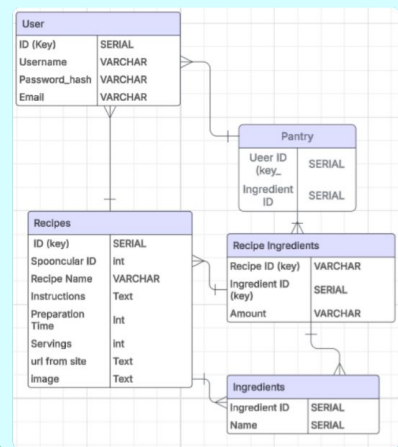 User
ID (Key) SERIAL
Username VARCHAR
Password_hash VARCHAR
Email VARCHAR
Pantry
Ueer ID (key_ SERIAL
Ingredient ID SERIAL
Recipes
ID (key) SERIAL
Spooncular ID Int
Recipe Name VARCHAR
Instructions Text
Preparation Time Int
Servings int
url from site Text
image Text
Recipe Ingredients
Recipe ID (key) VARCHAR
Ingredient ID (key) SERIAL
Amount VARCHAR
Ingredients
Ingredient ID SERIAL
Name SERIAL